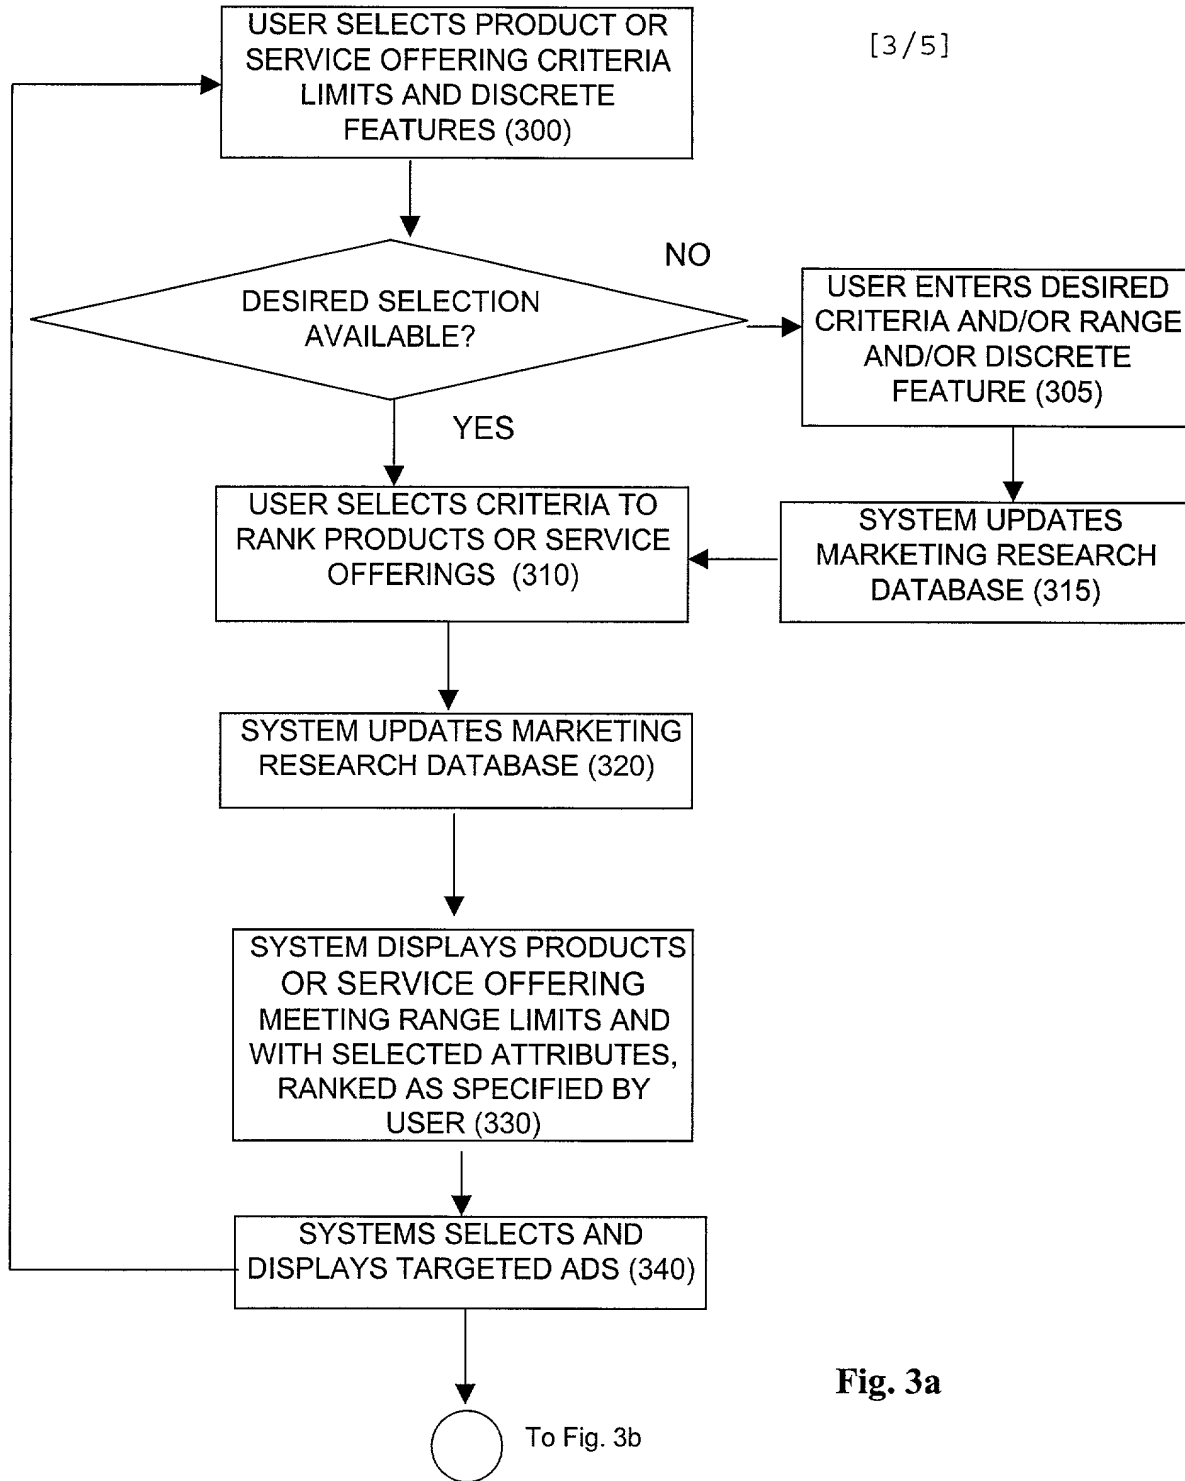 [3/5]
USER SELECTS PRODUCT OR
SERVICE OFFERING CRITERIA
LIMITS AND DISCRETE
FEATURES (300)
DESIRED SELECTION
AVAILABLE?
NO
USER ENTERS DESIRED
CRITERIA AND/OR RANGE
AND/OR DISCRETE
FEATURE (305)
YES
SYSTEM UPDATES
MARKETING RESEARCH
DATABASE (315)
USER SELECTS CRITERIA TO
RANK PRODUCTS OR SERVICE
OFFERINGS (310)
SYSTEM UPDATES MARKETING
RESEARCH DATABASE (320)
SYSTEM DISPLAYS PRODUCTS
OR SERVICE OFFERING
MEETING RANGE LIMITS AND
WITH SELECTED ATTRIBUTES,
RANKED AS SPECIFIED BY
USER (330)
SYSTEMS SELECTS AND
DISPLAYS TARGETED ADS (340)
Fig. 3a
To Fig. 3b